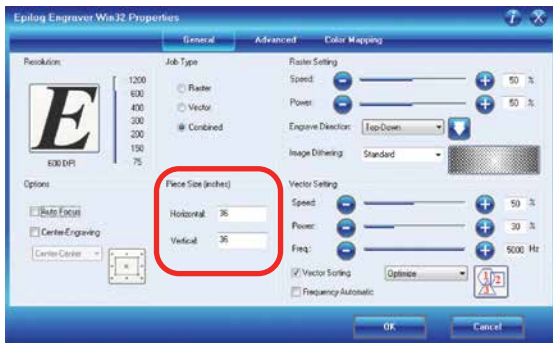 Epilog Engraver Win32 Properties
General Advanced Color Mapping
Resolution:
E
600 DPI
1200
600
400
300
200
150
75
Job Type
Raster
Vector
Combined
Raster Setting
Speed: 50 %
Power: 50 %
Engrave Direction: Top-Down
Image Dithering: Standard
Options
Auto Focus
Center-Engraving
Center-Center
Piece Size (inches)
Horizontal: 36
Vertical: 36
Vector Setting
Speed: 50 %
Power: 30 %
Freq.: 5000 Hz
Vector Sorting Optimize
1 2 3
Frequency Automatic
OK Cancel